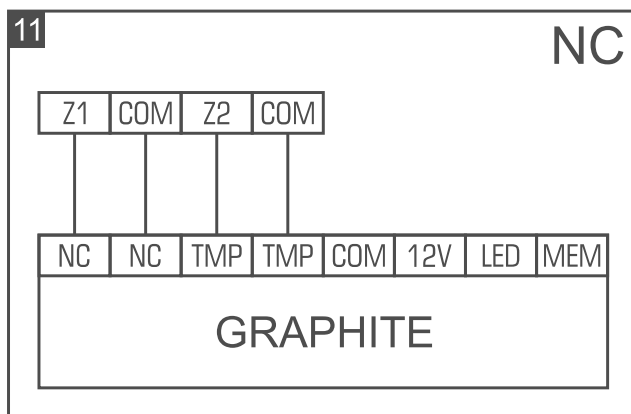 11
NC
Z1 COM Z2 COM
NC NC TMP TMP COM 12V LED MEM
GRAPHITE